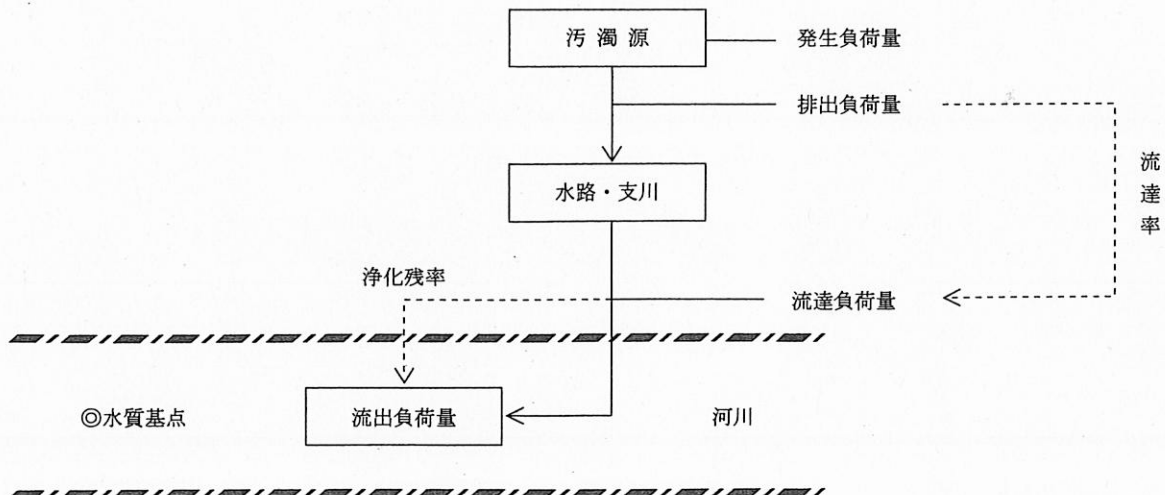 汚濁源
発生負荷量
排出負荷量
流達率
水路・支川
浄化残率
流達負荷量
◎水質基点
流出負荷量
河川